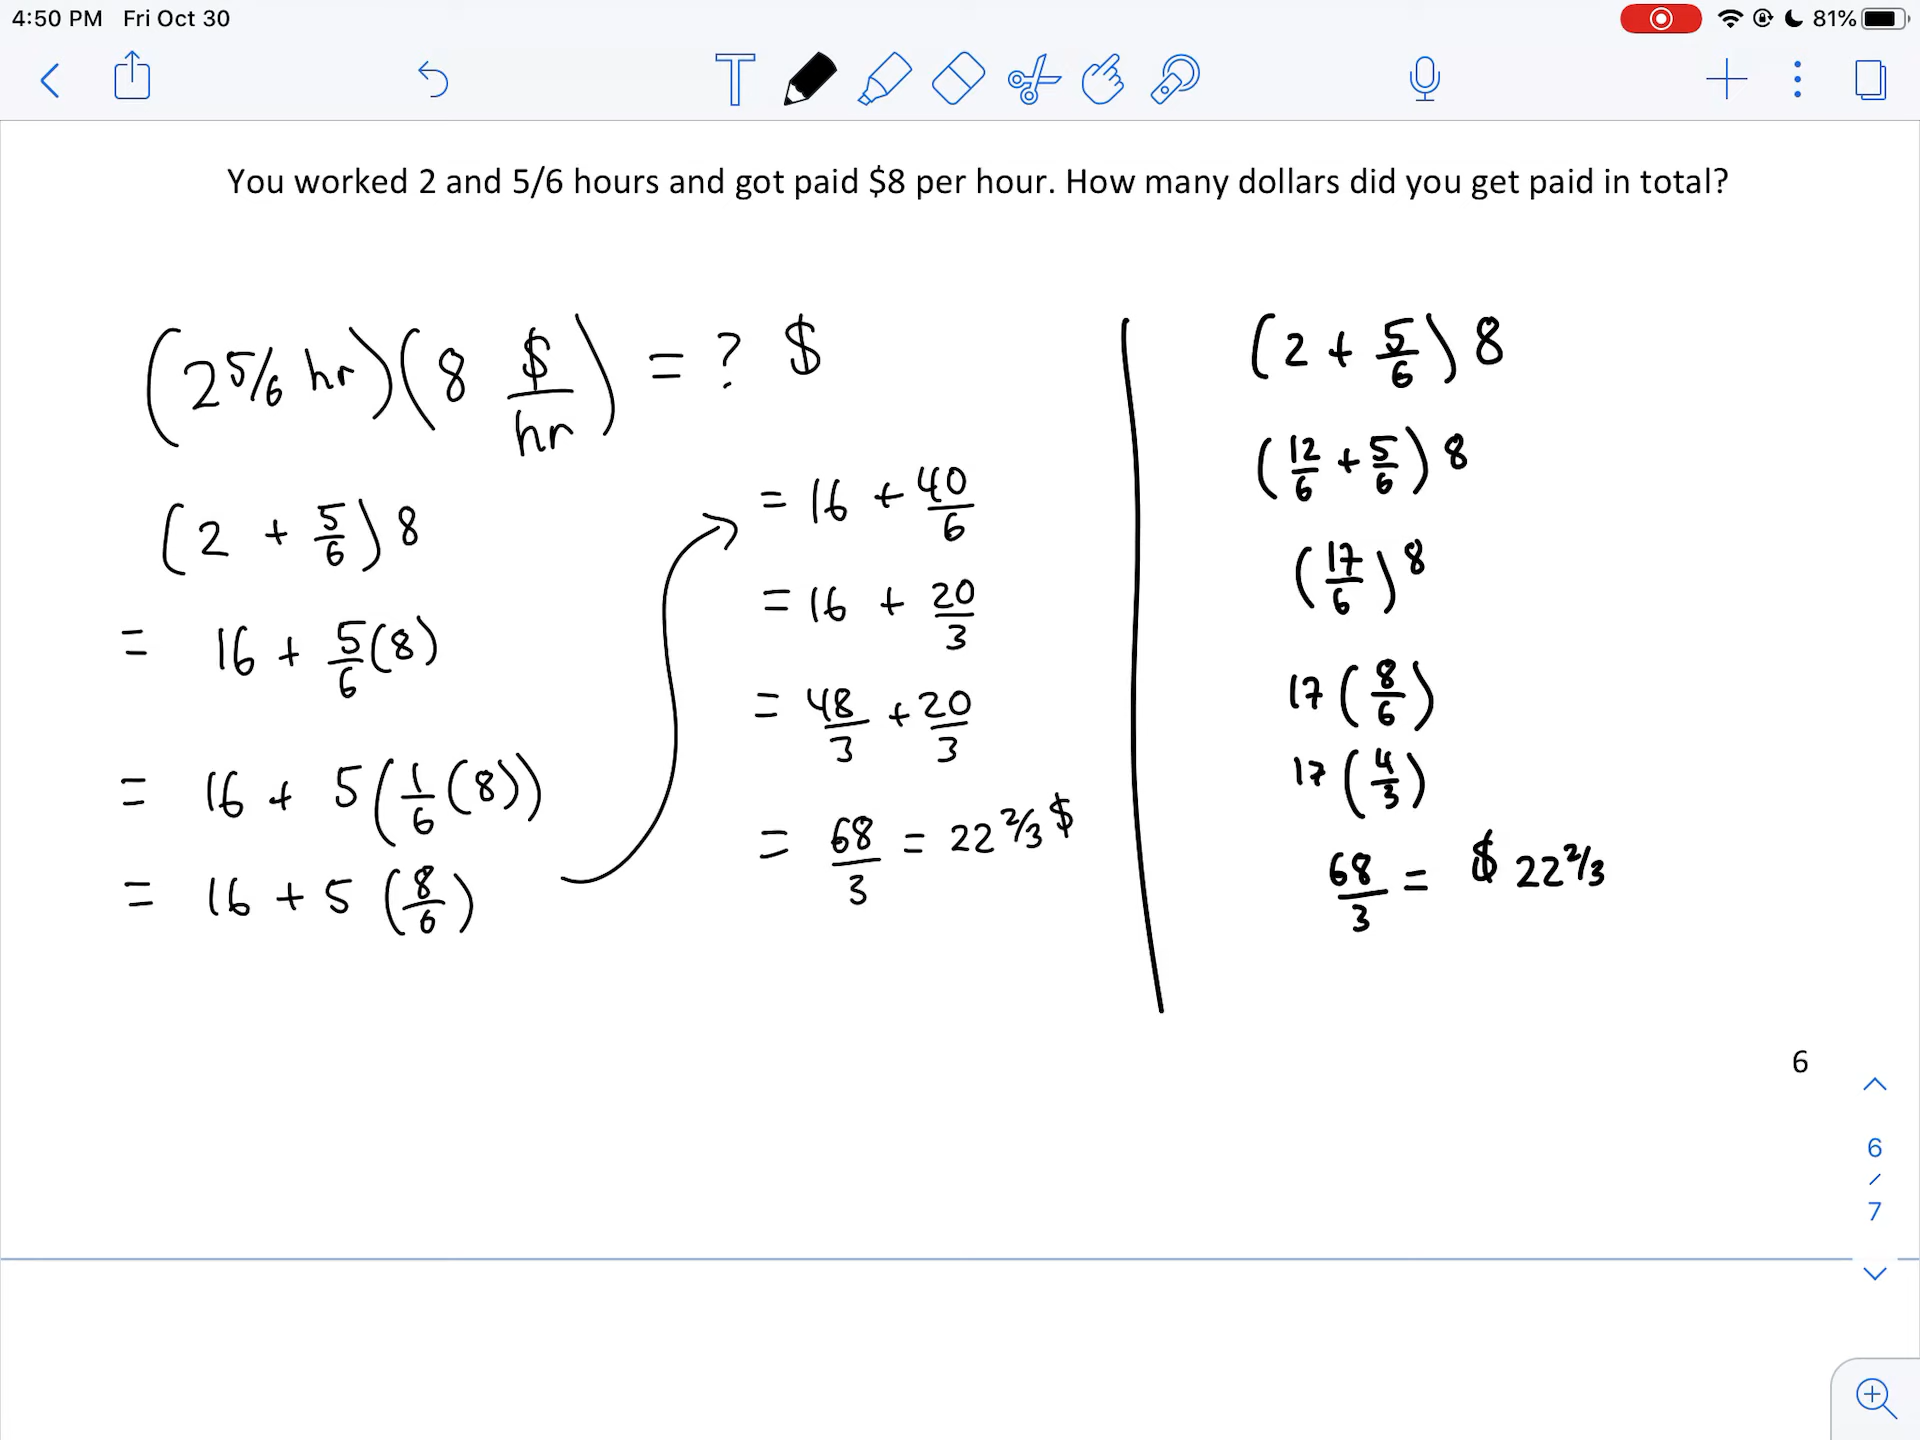 4:50 PM Fri Oct 30
81%
You worked 2 and 5/6 hours and got paid $8 per hour. How many dollars did you get paid in total?
(2 5/6 hr)(8 $/hr) = ? $
(2 + 5/6) 8
= 16 + 5/6 (8)
= 16 + 5(1/6 (8))
= 16 + 5 (8/6)
= 16 + 40/6
= 16 + 20/3
= 48/3 + 20/3
= 68/3 = 22 2/3 $
(2 + 5/6) 8
(12/6 + 5/6) 8
(17/6) 8
17 (8/6)
17 (4/3)
68/3 = $ 22 2/3
6
6
/
7